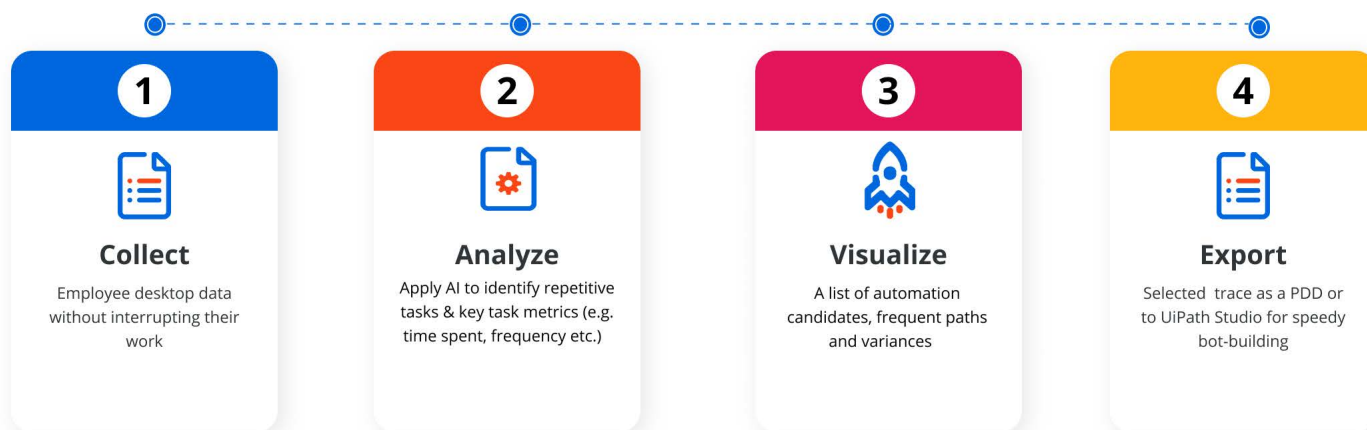 1
Collect
Employee desktop data
without interrupting their
work
2
Analyze
Apply AI to identify repetitive
tasks & key task metrics (e.g.
time spent, frequency etc.)
3
Visualize
A list of automation
candidates, frequent paths
and variances
4
Export
Selected  trace as a PDD or
to UiPath Studio for speedy
bot-building